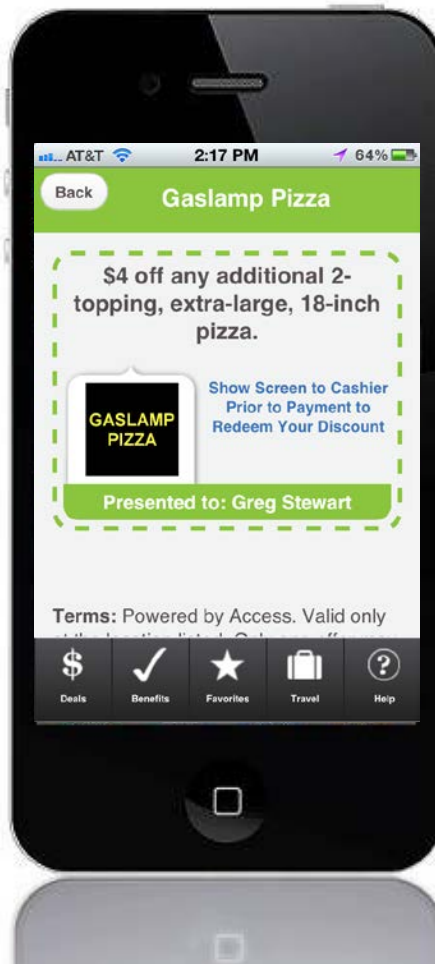 AT&T 2:17 PM 64%
Back Gaslamp Pizza
$4 off any additional 2-
topping, extra-large, 18-inch
pizza.
GASLAMP
PIZZA
Show Screen to Cashier
Prior to Payment to
Redeem Your Discount
Presented to: Greg Stewart
Terms: Powered by Access. Valid only
Deals Benefits Favorites Travel Help